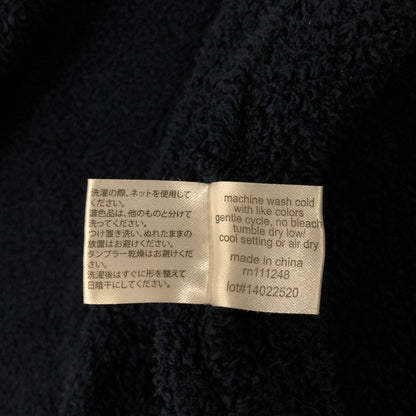 洗濯の際、ネットを使用して
ください。
濃色品は、他のものと分けて
洗ってください。
つけ置き洗い、ぬれたままの
放置はお避けください。
タンブラー乾燥はお避けください。
洗濯後はすぐに形を整えて
日陰干しにしてください。
machine wash cold
with like colors
gentle cycle, no bleach
tumble dry low/
cool setting or air dry
made in china
rn111248
lot#14022520